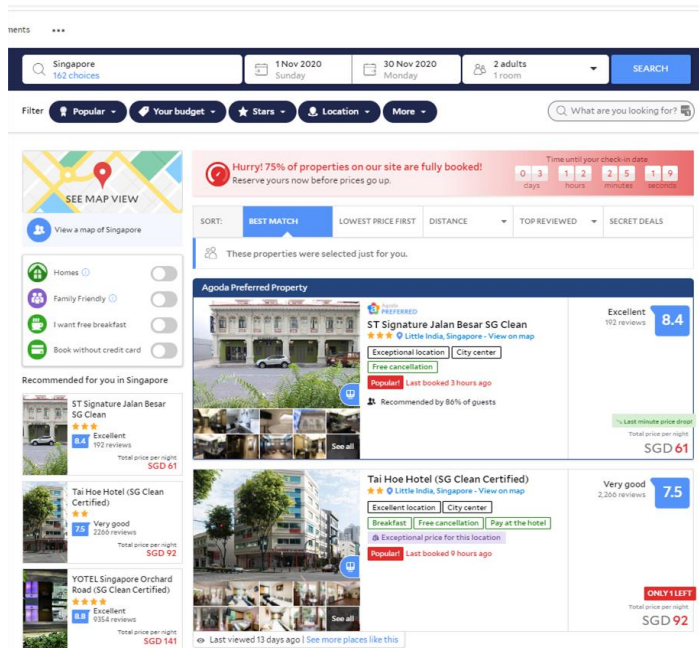 ments
Singapore
162 choices
1 Nov 2020
Sunday
30 Nov 2020
Monday
2 adults
1 room
SEARCH
Filter
Popular
Your budget
Stars
Location
More
What are you looking for?
SEE MAP VIEW
View a map of Singapore
Hurry! 75% of properties on our site are fully booked!
Reserve yours now before prices go up.
Time until your check-in date
0 3 1 2 2 5 1 9
days hours minutes seconds
SORT:
BEST MATCH
LOWEST PRICE FIRST
DISTANCE
TOP REVIEWED
SECRET DEALS
These properties were selected just for you.
Homes
Family Friendly
I want free breakfast
Book without credit card
Recommended for you in Singapore
ST Signature Jalan Besar
SG Clean
8.4
Excellent
192 reviews
Total price per night
SGD 61
Tai Hoe Hotel (SG Clean
Certified)
7.5
Very good
2266 reviews
Total price per night
SGD 92
YOTEL Singapore Orchard
Road (SG Clean Certified)
8.8
Excellent
9354 reviews
Total price per night
SGD 141
Agoda Preferred Property
Agoda
PREFERRED
ST Signature Jalan Besar SG Clean
Little India, Singapore - View on map
Exceptional location
City center
Free cancellation
Popular! Last booked 3 hours ago
Recommended by 86% of guests
See all
Excellent
192 reviews
8.4
Last minute price drop!
Total price per night
SGD 61
Tai Hoe Hotel (SG Clean Certified)
Little India, Singapore - View on map
Excellent location
City center
Breakfast
Free cancellation
Pay at the hotel
Exceptional price for this location
Popular! Last booked 9 hours ago
See all
Very good
2,266 reviews
7.5
ONLY 1 LEFT
Total price per night
SGD 92
Last viewed 13 days ago | See more places like this